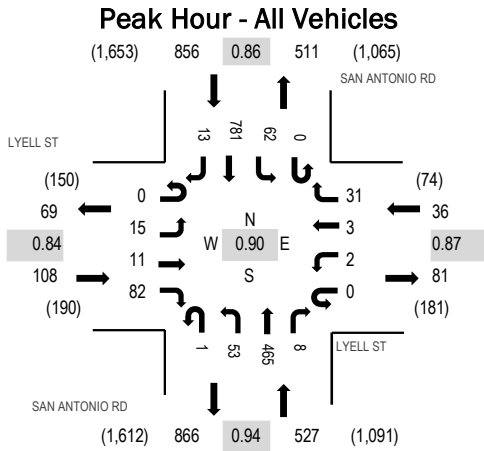 Peak Hour - All Vehicles
(1,653) 856 0.86 511 (1,065)
SAN ANTONIO RD
13 781 62 0
LYELL ST
(150) 0 31 (74)
69 15 N 3 36
0.84 W 0.90 E 0.87
11 2
108 S 81
82 0
(190) (181)
1 53 465 8
LYELL ST
SAN ANTONIO RD
(1,612) 866 0.94 527 (1,091)